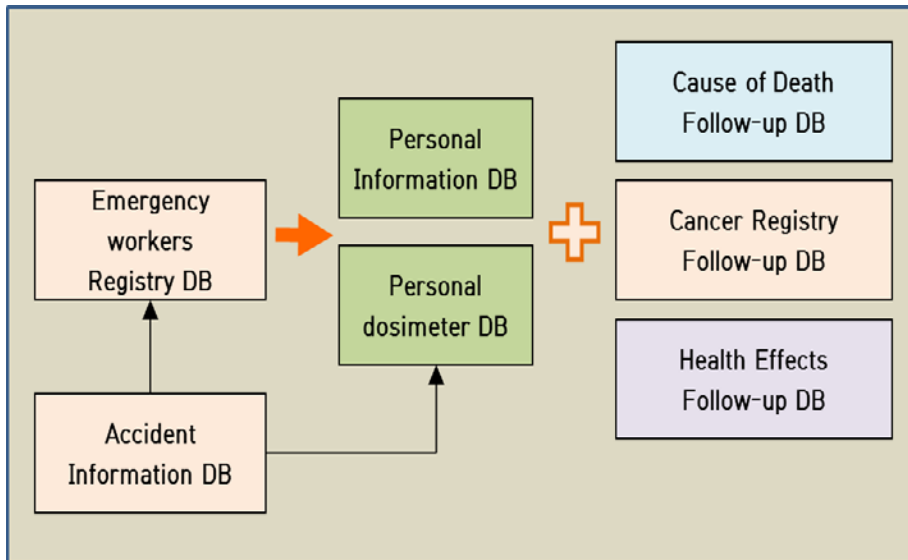 Emergency
workers
Registry DB
Accident
Information DB
Personal
Information DB
Personal
dosimeter DB
Cause of Death
Follow-up DB
Cancer Registry
Follow-up DB
Health Effects
Follow-up DB